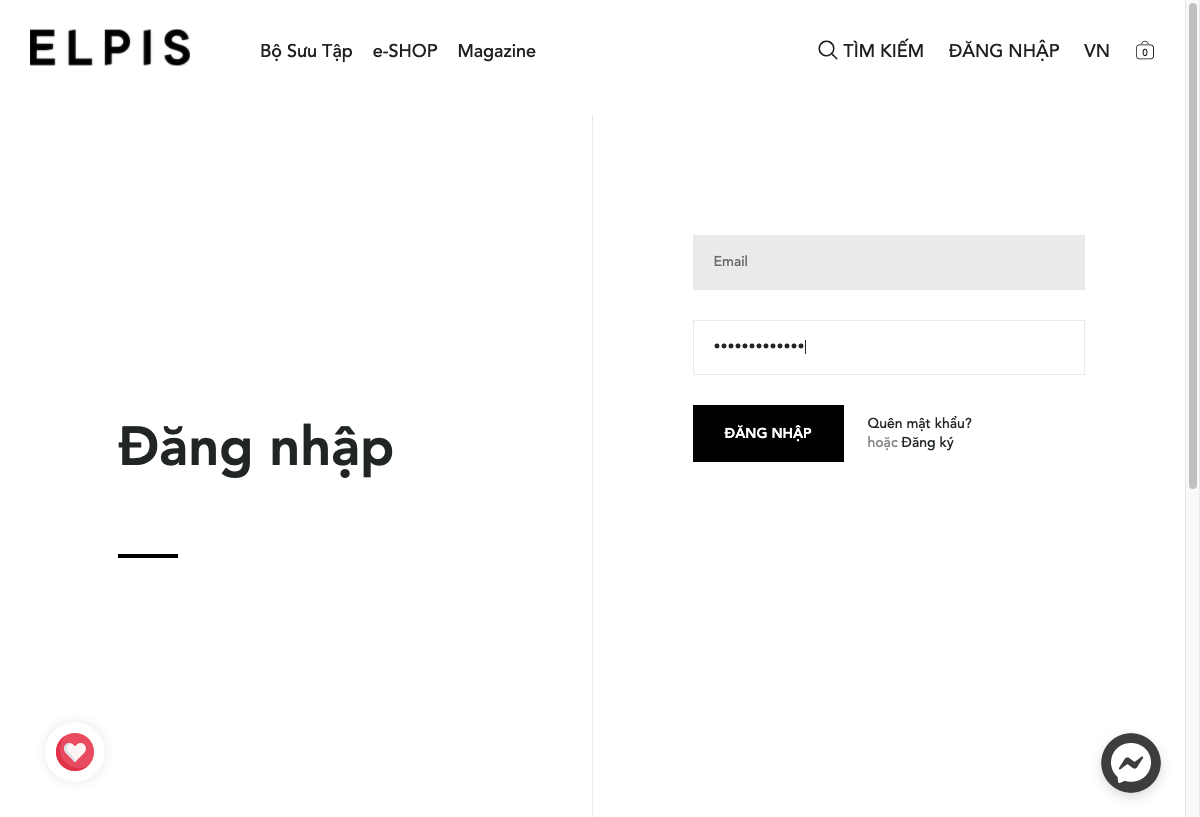 ELPIS
Bộ Sưu Tập
e-SHOP
Magazine
TÌM KIẾM
ĐĂNG NHẬP
VN
0
Đăng nhập
Email
•••••••••••••
ĐĂNG NHẬP
Quên mật khẩu?
hoặc Đăng ký